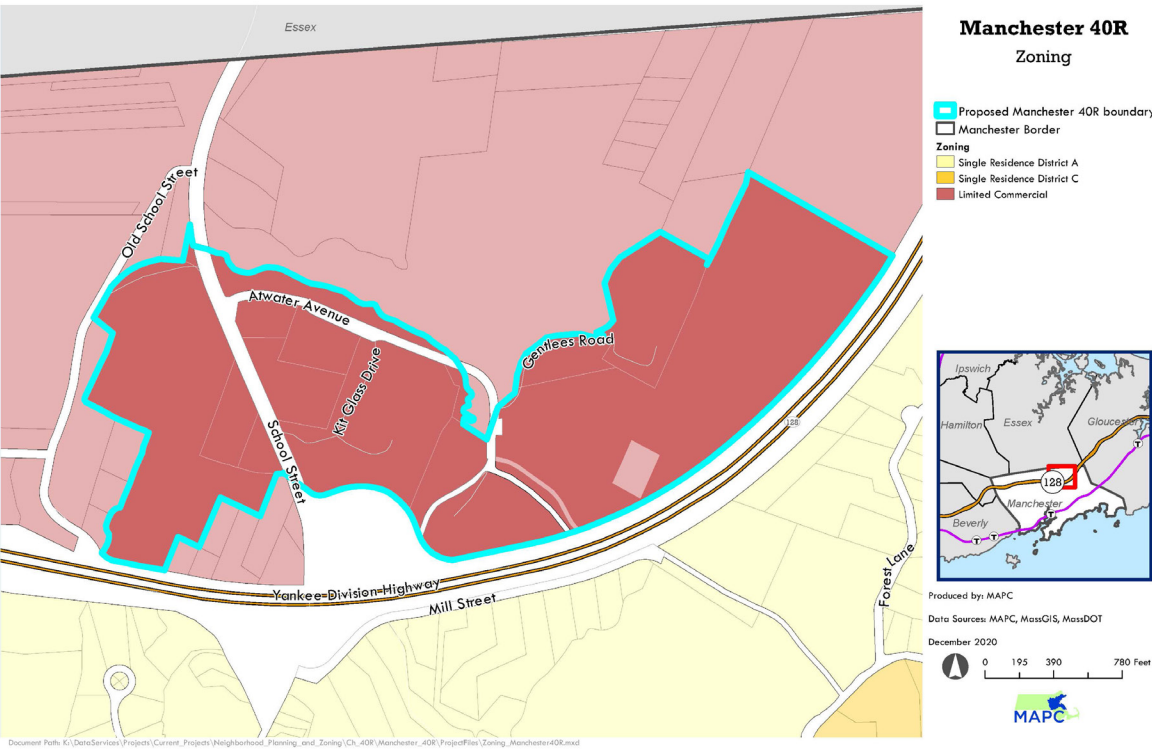 Essex
Manchester 40R
Zoning
Proposed Manchester 40R boundary
Manchester Border
Zoning
Single Residence District A
Single Residence District C
Limited Commercial
Old School Street
Atwater Avenue
Gentlees Road
Kit Glass Drive
School Street
128
Yankee Division Highway
Mill Street
Forest Lane
Ipswich
Hamilton
Essex
Gloucester
T
128
Manchester
T
Beverly
T
T
Produced by: MAPC
Data Sources: MAPC, MassGIS, MassDOT
December 2020
0 195 390 780 Feet
MAPC
Document Path: K:\DataServices\Projects\Current_Projects\Neighborhood_Planning_and_Zoning\Ch_40R\Manchester_40R\ProjectFiles\Zoning_Manchester40R.mxd